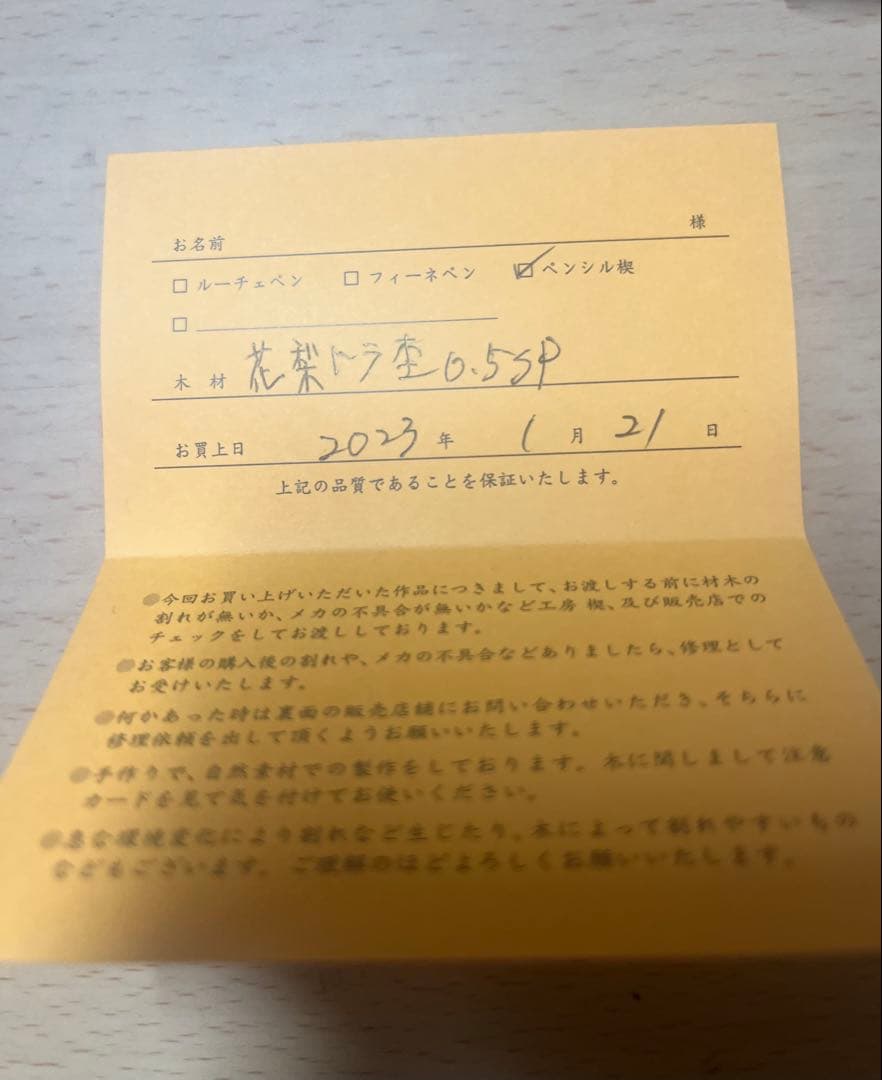 お名前 様
□ ルーチェペン □ フィーネペン ☑ ペンシル楔
□
木 材 花梨トラ杢0.5SP
お買上日 2023 年 1 月 21 日
上記の品質であることを保証いたします。
●今回お買い上げいただいた作品につきまして、お渡しする前に材木の
割れが無いか、メカの不具合が無いかなど工房 楔、及び販売店での
チェックをしてお渡ししております。
●お客様の購入後の割れや、メカの不具合などありましたら、修理として
お受けいたします。
●何かあった時は裏面の販売店舗にお問い合わせいただき、そちらに
修理依頼を出して頂くようお願いいたします。
●手作りで、自然素材での製作をしております。木に関しまして注意
カードを見て気を付けてお使いください。
●急な環境変化により割れなど生じたり、木によって割れやすいもの
などもございます。ご理解のほどよろしくお願いいたします。